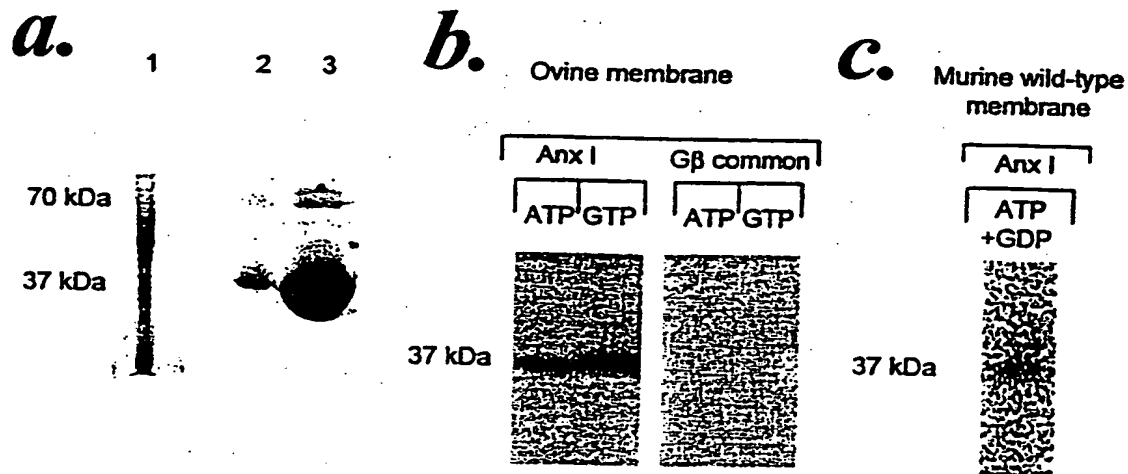 a.
1 2 3
70 kDa
37 kDa
b.
Ovine membrane
Anx I Gβ common
ATP GTP ATP GTP
37 kDa
c.
Murine wild-type
membrane
Anx I
ATP
+GDP
37 kDa